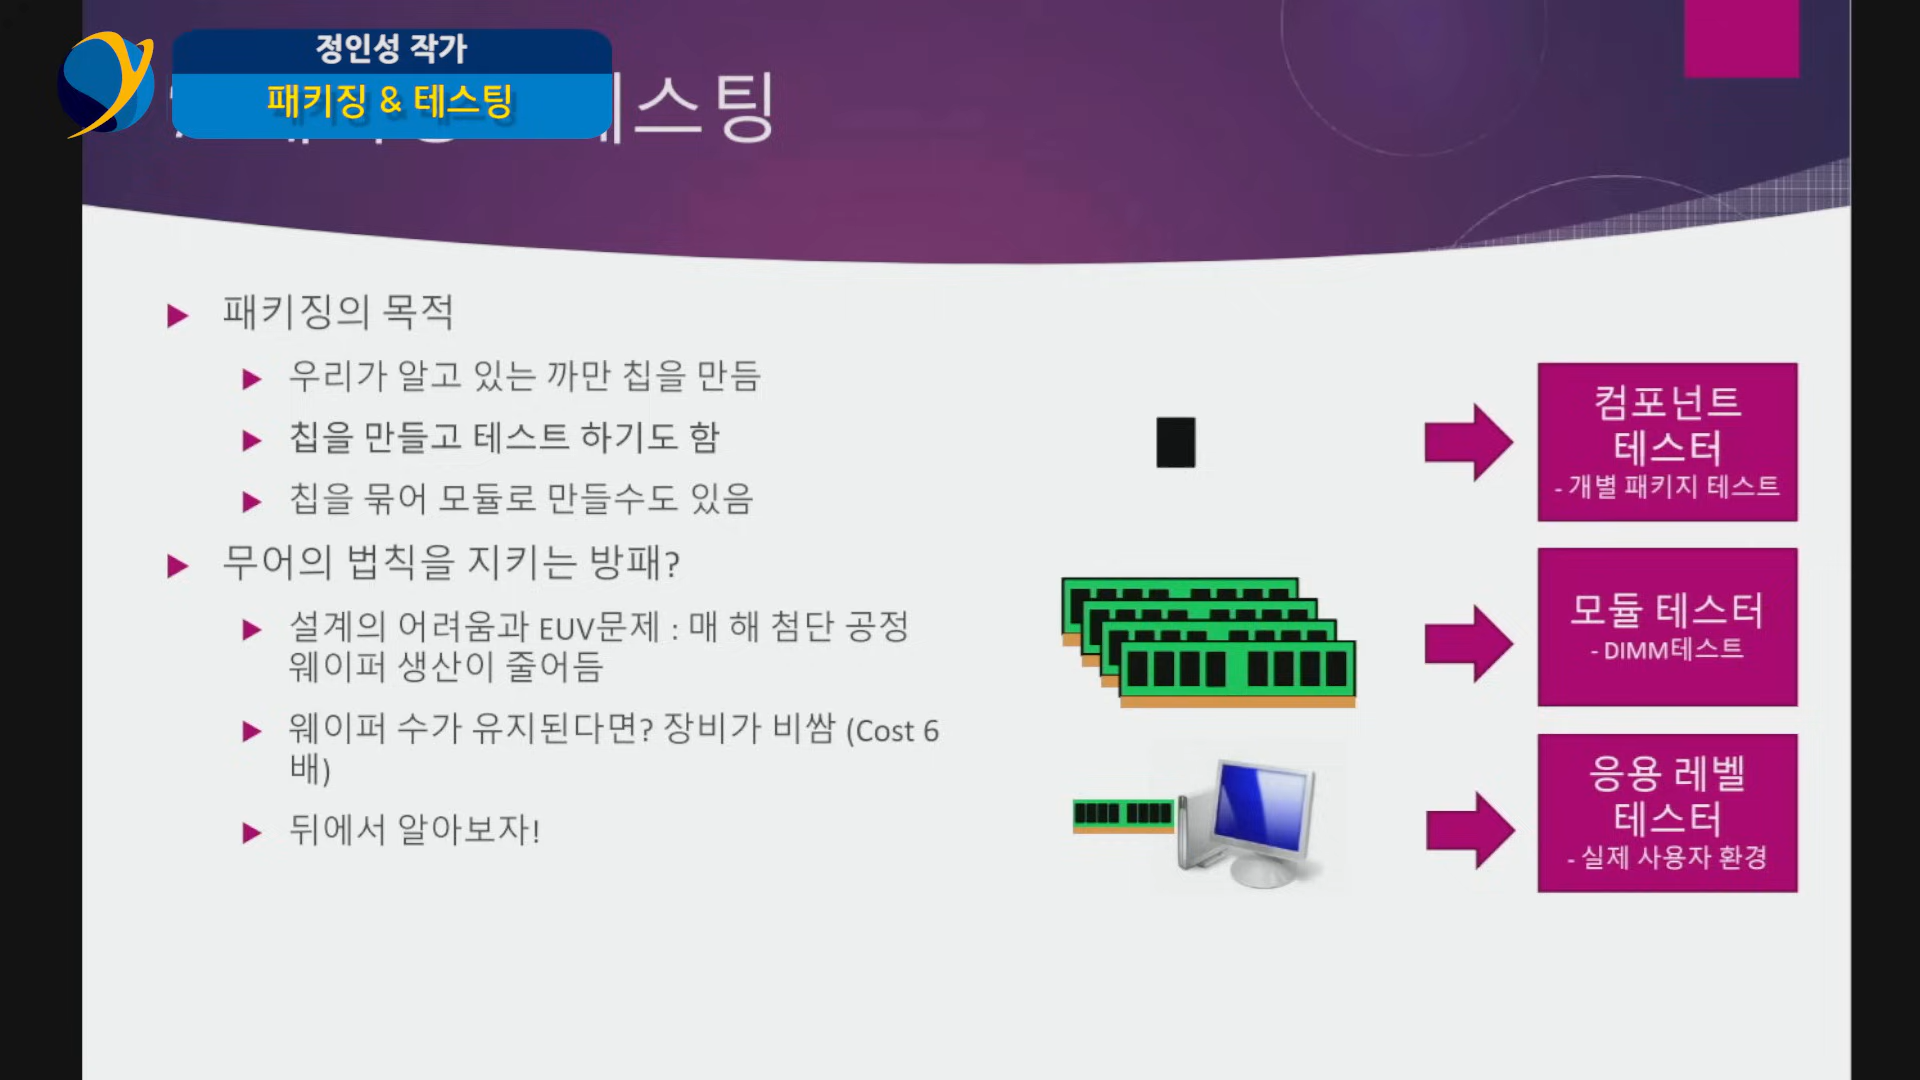 정인성 작가
패키징 & 테스팅
스팅
패키징의 목적
우리가 알고 있는 까만 칩을 만듬
칩을 만들고 테스트 하기도 함
칩을 묶어 모듈로 만들수도 있음
무어의 법칙을 지키는 방패?
설계의 어려움과 EUV문제 : 매 해 첨단 공정
웨이퍼 생산이 줄어듬
웨이퍼 수가 유지된다면? 장비가 비쌈 (Cost 6
배)
뒤에서 알아보자!
컴포넌트
테스터
- 개별 패키지 테스트
모듈 테스터
- DIMM테스트
응용 레벨
테스터
- 실제 사용자 환경